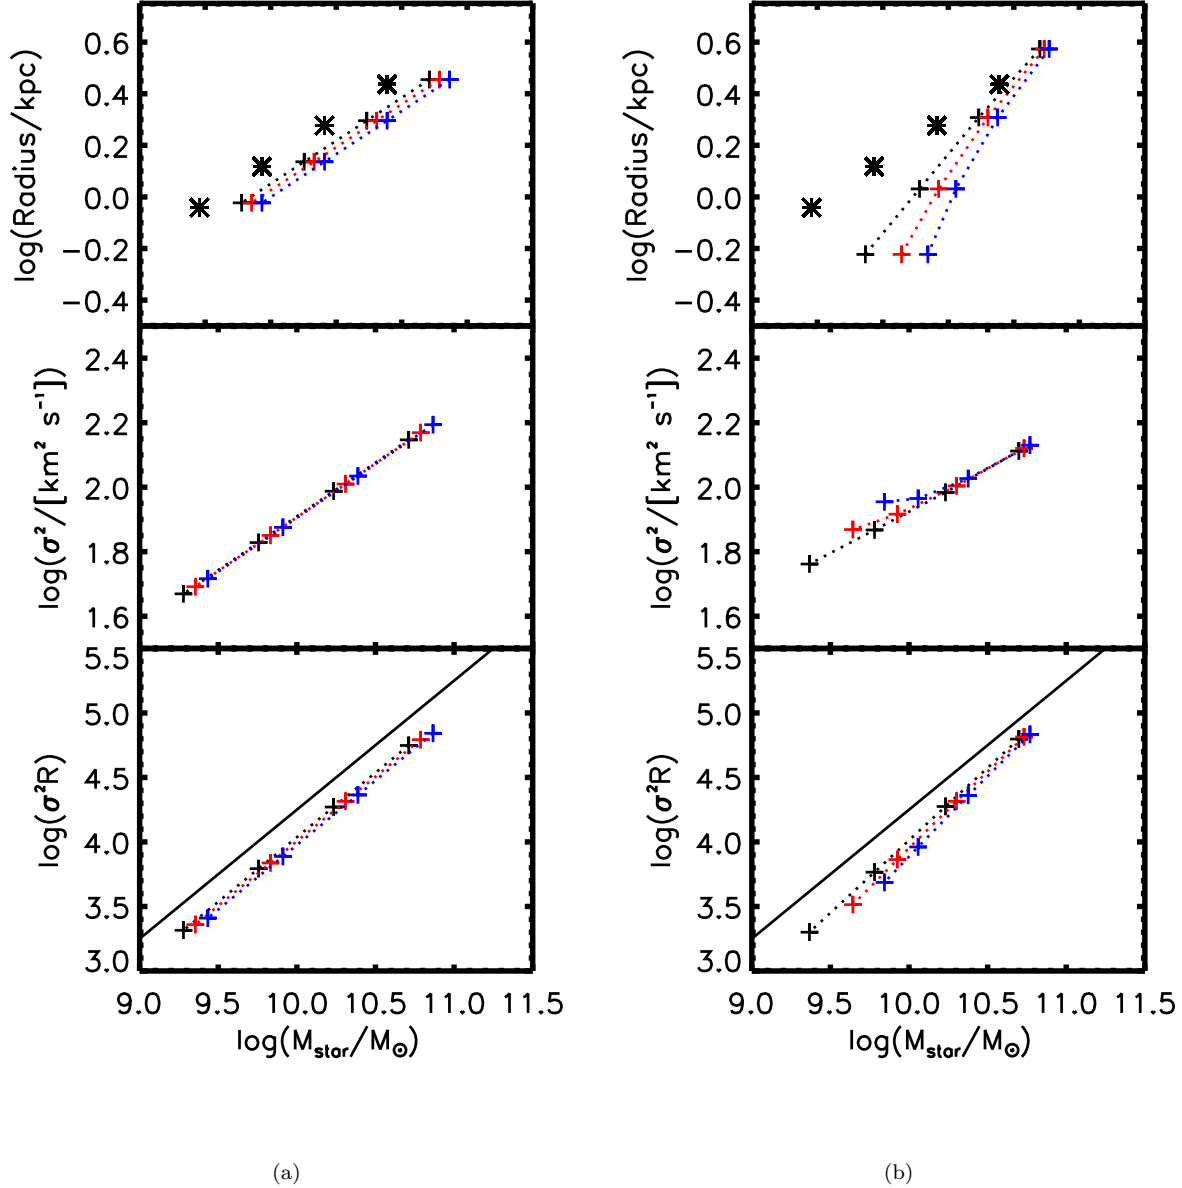 log(Radius/kpc)
0.6
0.4
0.2
0.0
−0.2
−0.4
log(σ²/[km² s⁻¹])
2.4
2.2
2.0
1.8
1.6
log(σ²R)
5.5
5.0
4.5
4.0
3.5
3.0
9.0 9.5 10.0 10.5 11.0 11.5
log(M_star/M_⊙)
(a)
log(Radius/kpc)
0.6
0.4
0.2
0.0
−0.2
−0.4
log(σ²/[km² s⁻¹])
2.4
2.2
2.0
1.8
1.6
log(σ²R)
5.5
5.0
4.5
4.0
3.5
3.0
9.0 9.5 10.0 10.5 11.0 11.5
log(M_star/M_⊙)
(b)